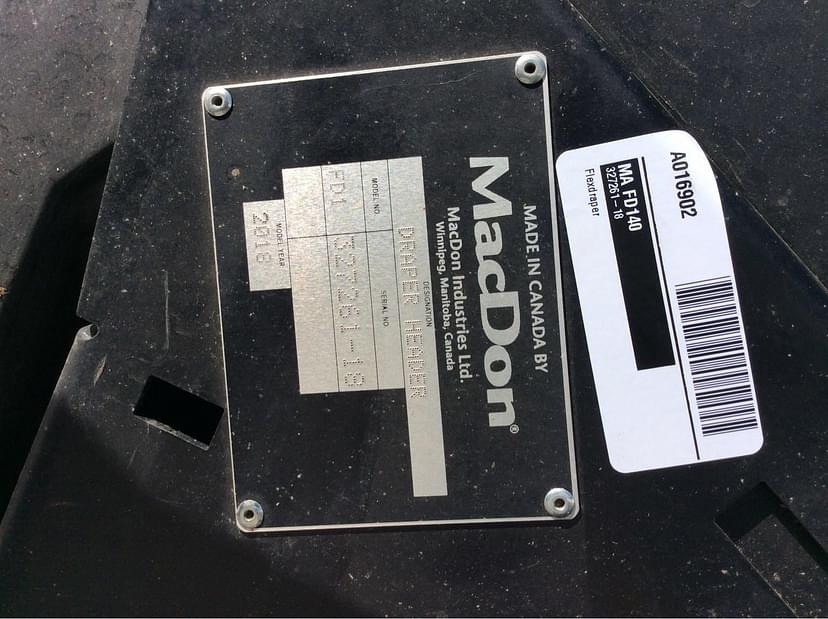 MADE IN CANADA BY
MacDon®
MacDon Industries Ltd.
Winnipeg, Manitoba, Canada
DESIGNATION
DRAPER HEADER
MODEL NO. SERIAL NO.
FD1 327261-18
MODEL YEAR
2018
A016902
MA FD140
327261-18
Flexdraper